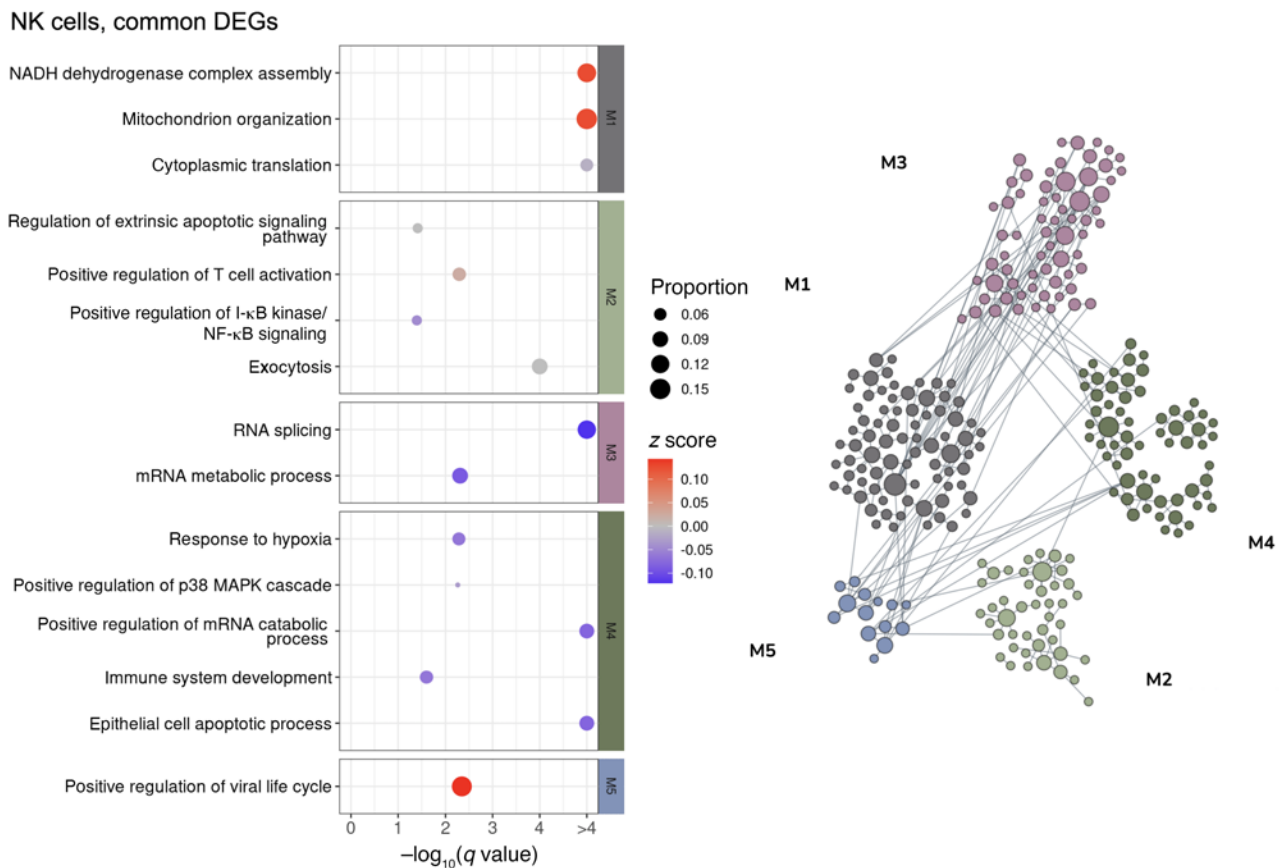 NK cells, common DEGs
NADH dehydrogenase complex assembly
Mitochondrion organization
Cytoplasmic translation
M1
Regulation of extrinsic apoptotic signaling
pathway
Positive regulation of T cell activation
Positive regulation of I-κB kinase/
NF-κB signaling
Exocytosis
M2
RNA splicing
mRNA metabolic process
M3
Response to hypoxia
Positive regulation of p38 MAPK cascade
Positive regulation of mRNA catabolic
process
Immune system development
Epithelial cell apoptotic process
M4
Positive regulation of viral life cycle
M5
0 1 2 3 4 >4
−log10(q value)
Proportion
0.06
0.09
0.12
0.15
z score
0.10
0.05
0.00
-0.05
-0.10
M3
M1
M4
M5
M2